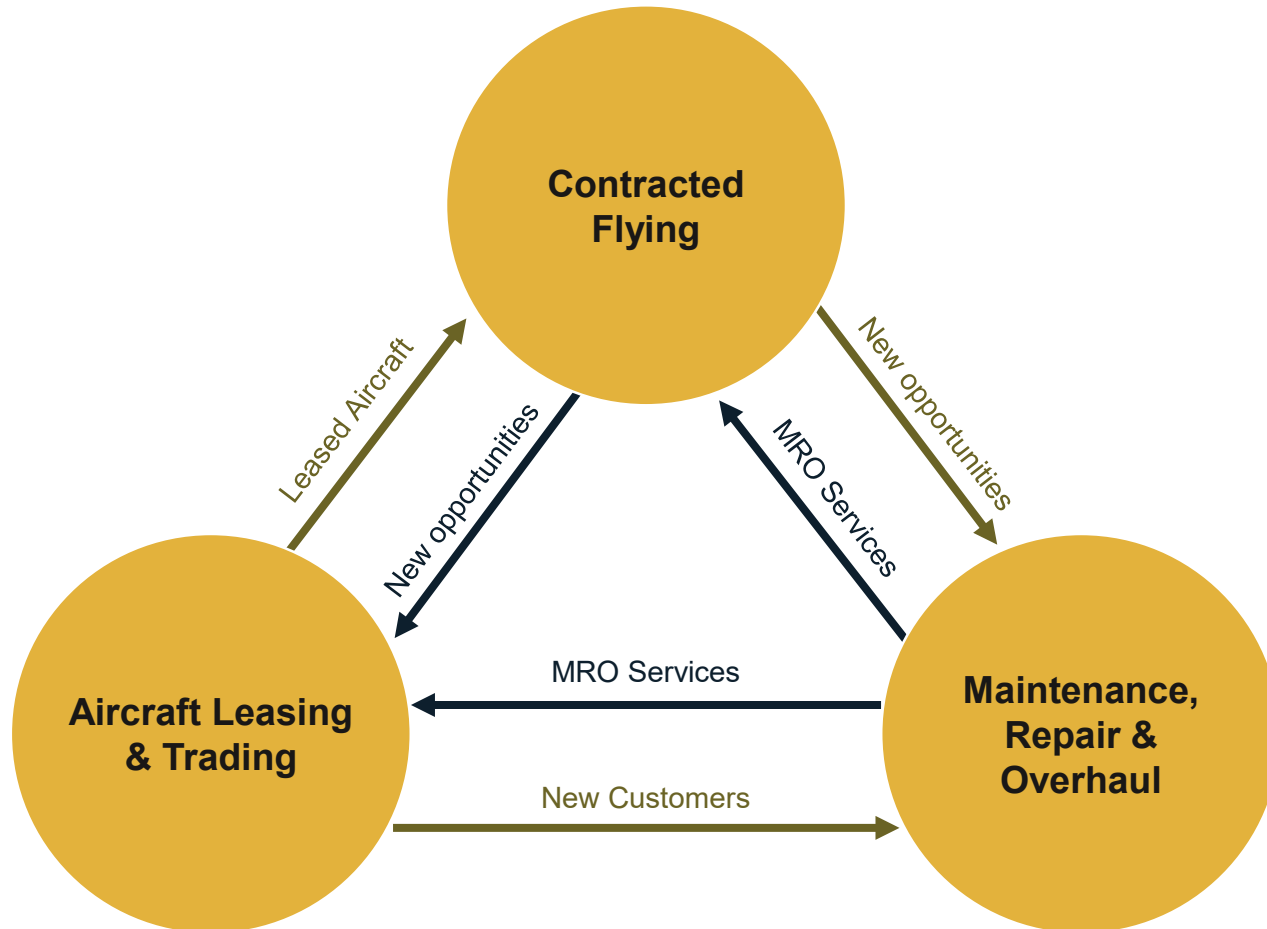 Contracted
Flying
Leased Aircraft
New opportunities
New opportunities
MRO Services
MRO Services
Aircraft Leasing
& Trading
Maintenance,
Repair &
Overhaul
New Customers